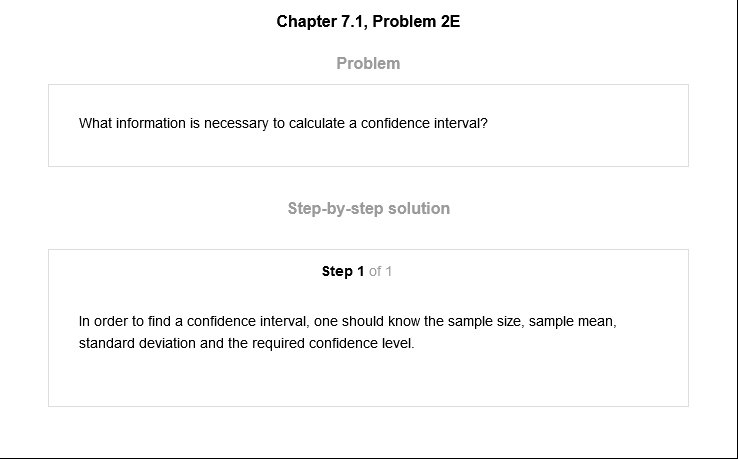 Chapter 7.1, Problem 2E
Problem
What information is necessary to calculate a confidence interval?
Step-by-step solution
Step 1 of 1
In order to find a confidence interval, one should know the sample size, sample mean,
standard deviation and the required confidence level.